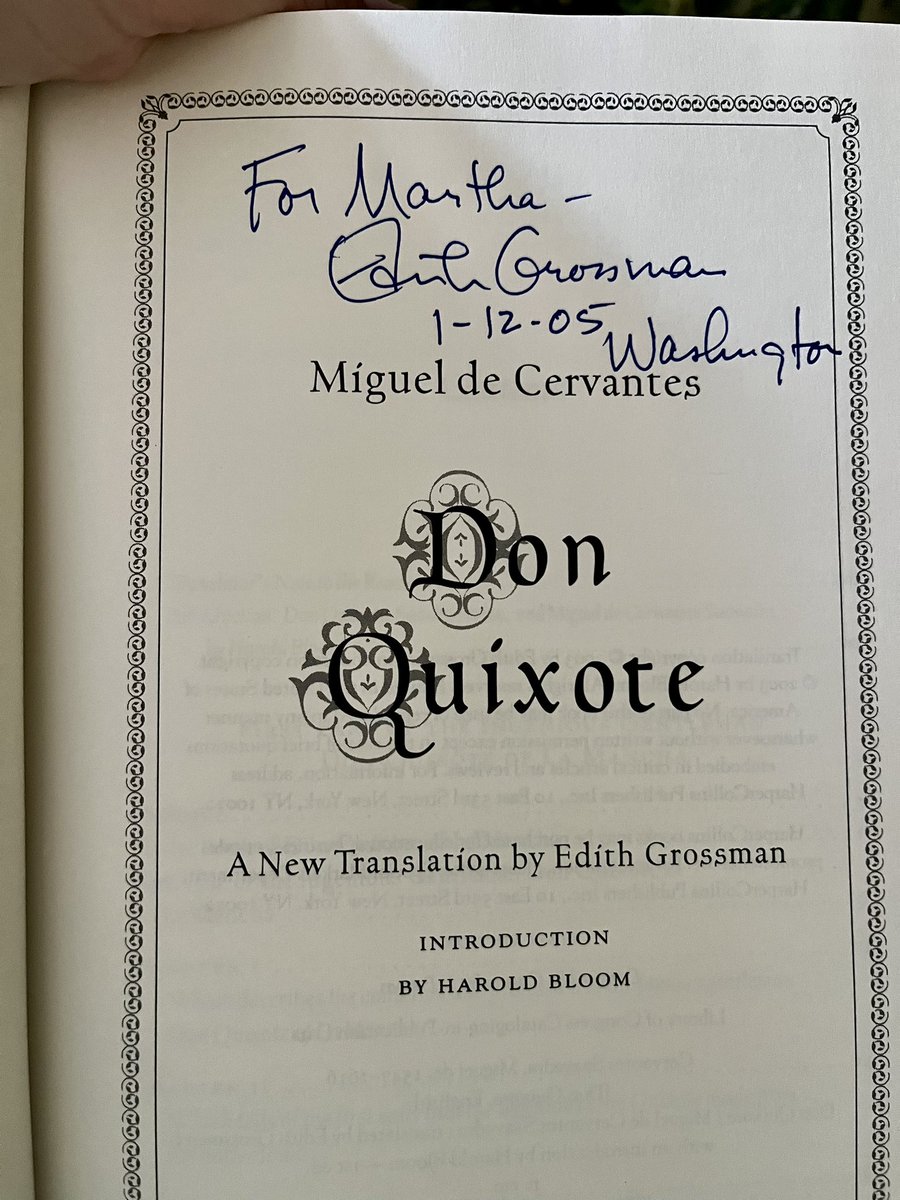 For Martha -
Edith Grossman
1-12-05 Washington
Miguel de Cervantes
Don
Quixote
A New Translation by Edith Grossman
INTRODUCTION
BY HAROLD BLOOM